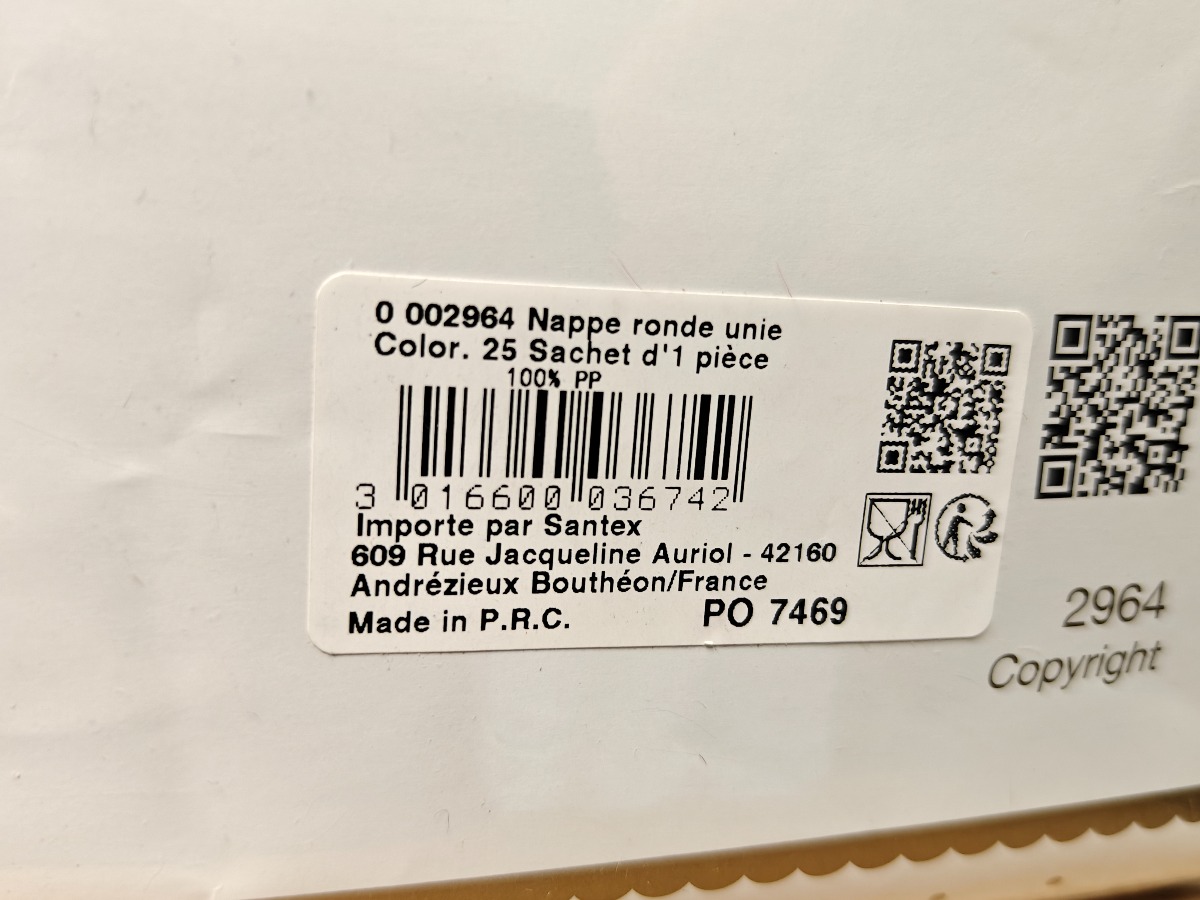 0 002964 Nappe ronde unie
Color. 25 Sachet d'1 pièce
100% PP
3 016600 036742
Importe par Santex
609 Rue Jacqueline Auriol - 42160
Andrézieux Bouthéon/France
Made in P.R.C. PO 7469
2964
Copyright